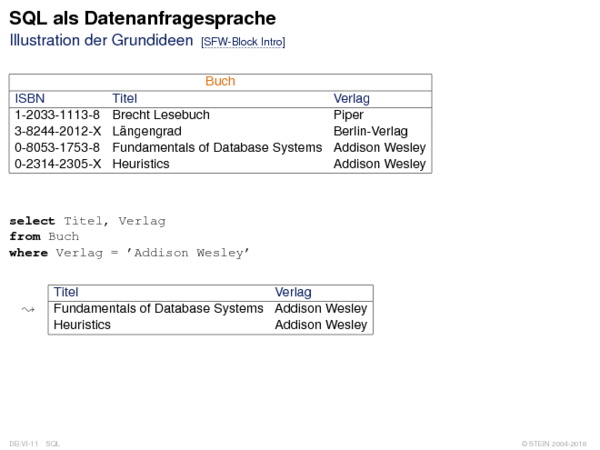 SQL als Datenanfragesprache
Illustration der Grundideen [SFW-Block Intro]
Buch
ISBN Titel Verlag
1-2033-1113-8 Brecht Lesebuch Piper
3-8244-2012-X Längengrad Berlin-Verlag
0-8053-1753-8 Fundamentals of Database Systems Addison Wesley
0-2314-2305-X Heuristics Addison Wesley
select Titel, Verlag
from Buch
where Verlag = ’Addison Wesley’
Titel Verlag
⤳ Fundamentals of Database Systems Addison Wesley
Heuristics Addison Wesley
DB:VI-11 SQL © STEIN 2004-2018